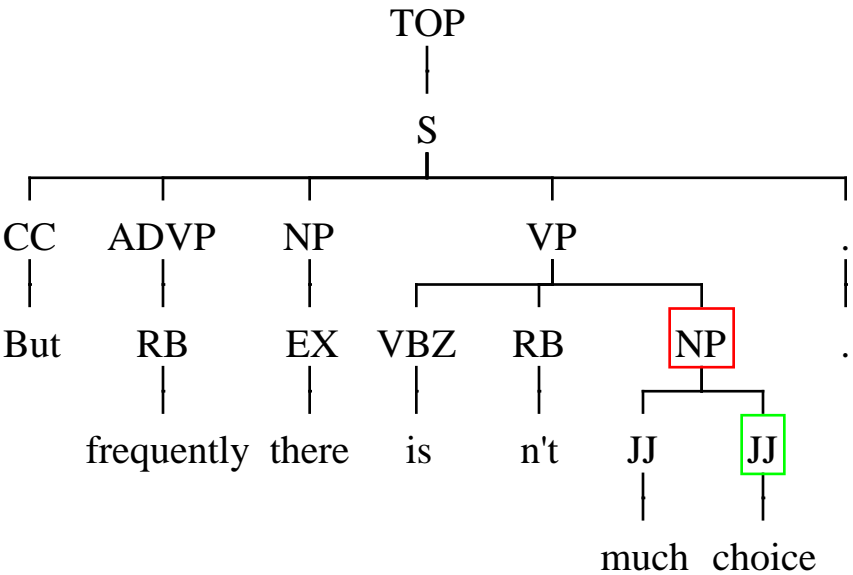 TOP
S
CC ADVP NP VP .
But RB EX VBZ RB NP .
frequently there is n't JJ JJ
much choice